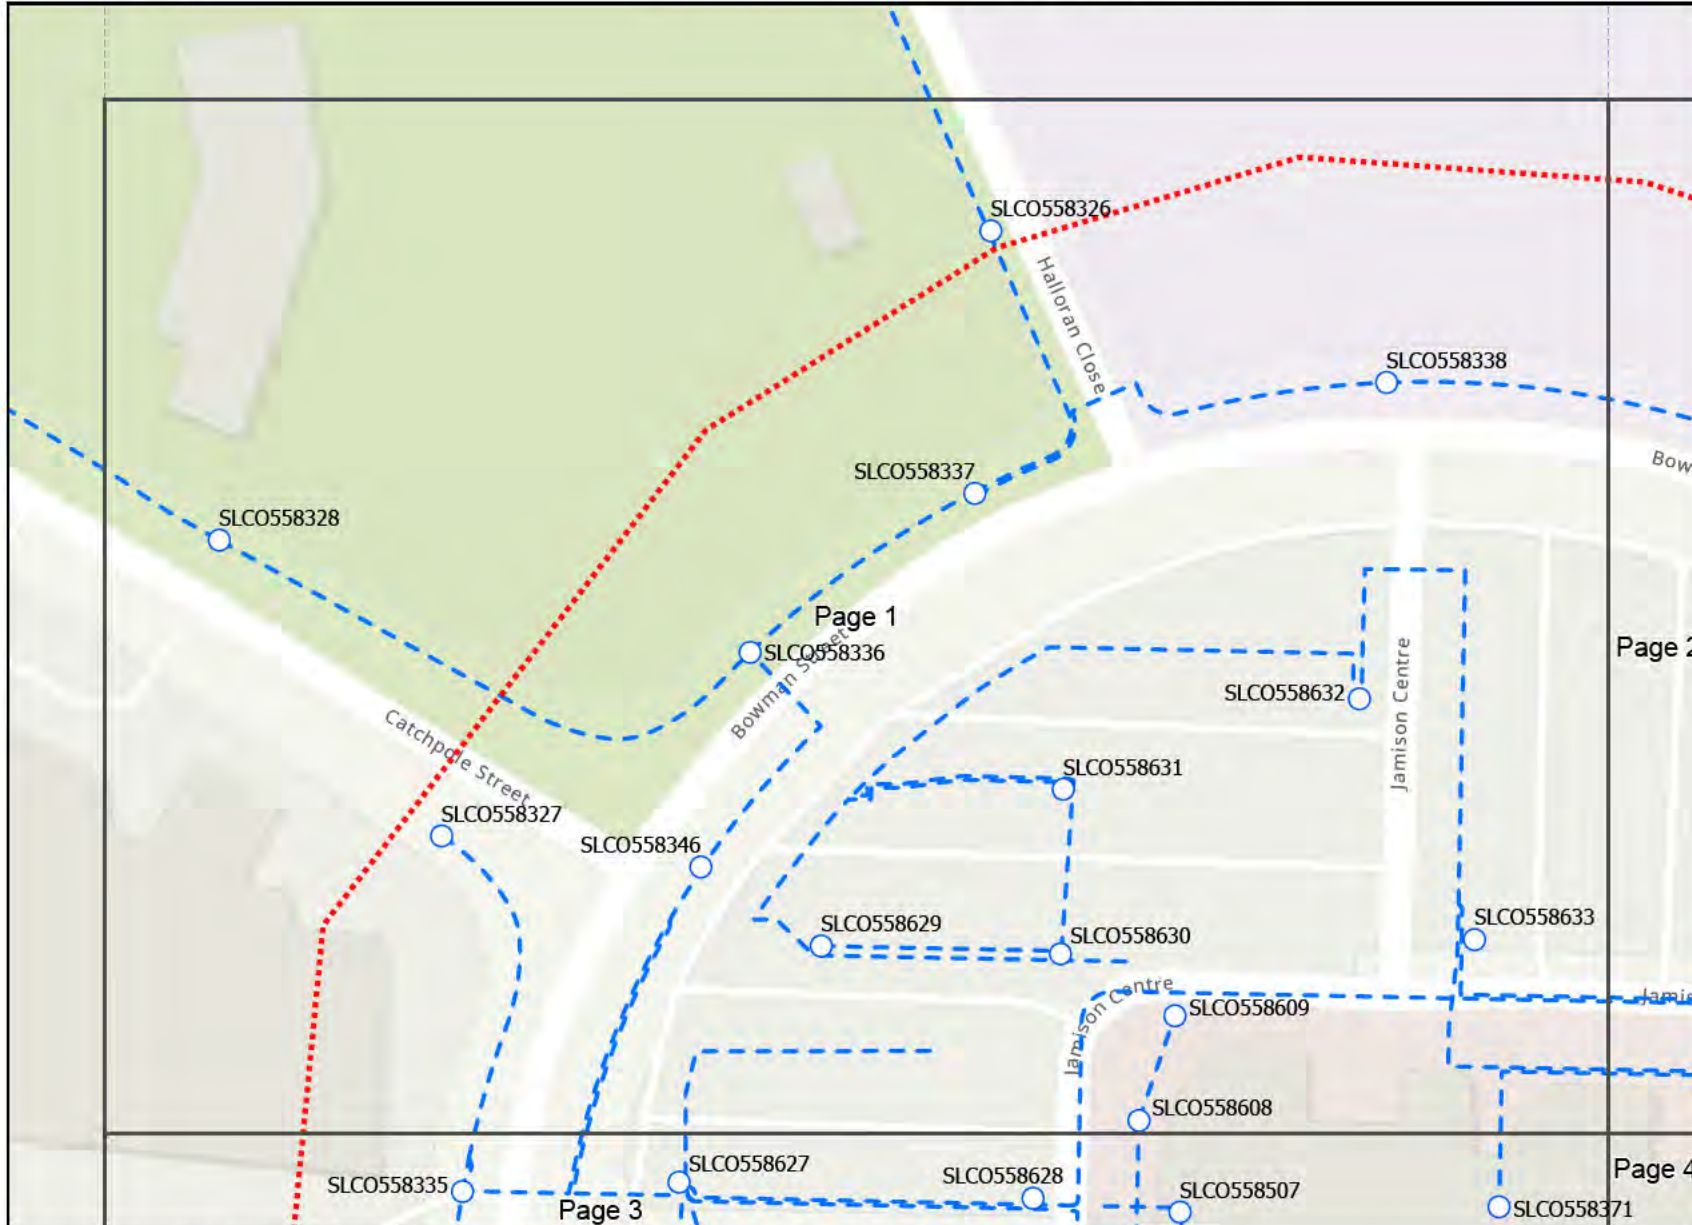 SLCO558326
Halloran Close
SLCO558338
Bow
SLCO558337
SLCO558328
Page 1
SLCO558336
Bowman Street
Page 2
SLCO558632
Jamison Centre
Catchpole Street
SLCO558631
SLCO558327
SLCO558346
SLCO558629
SLCO558630
SLCO558633
Jamison Centre
Jamis
SLCO558609
SLCO558608
SLCO558627
SLCO558628
SLCO558335
SLCO558507
Page 4
Page 3
SLCO558371